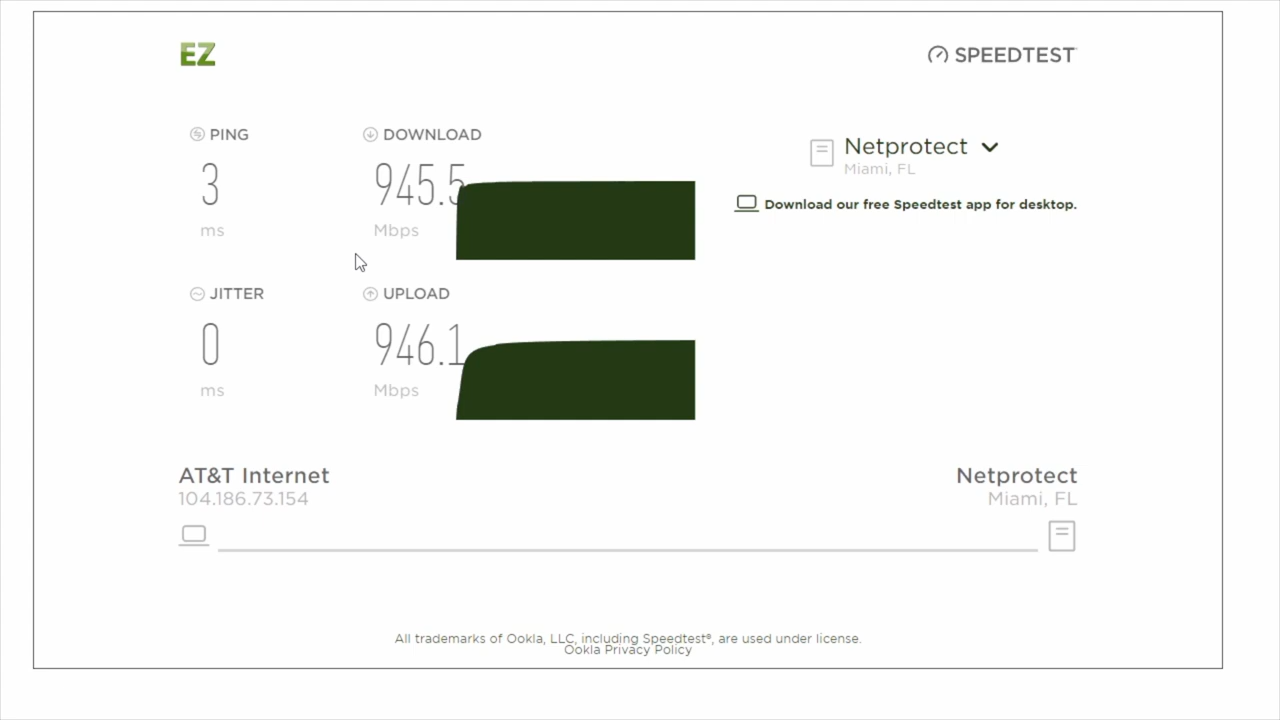 EZ
SPEEDTEST
PING
DOWNLOAD
3
945.5
ms
Mbps
Netprotect
Miami, FL
Download our free Speedtest app for desktop.
JITTER
UPLOAD
0
946.1
ms
Mbps
AT&T Internet
104.186.73.154
Netprotect
Miami, FL
All trademarks of Ookla, LLC, including Speedtest®, are used under license.
Ookla Privacy Policy